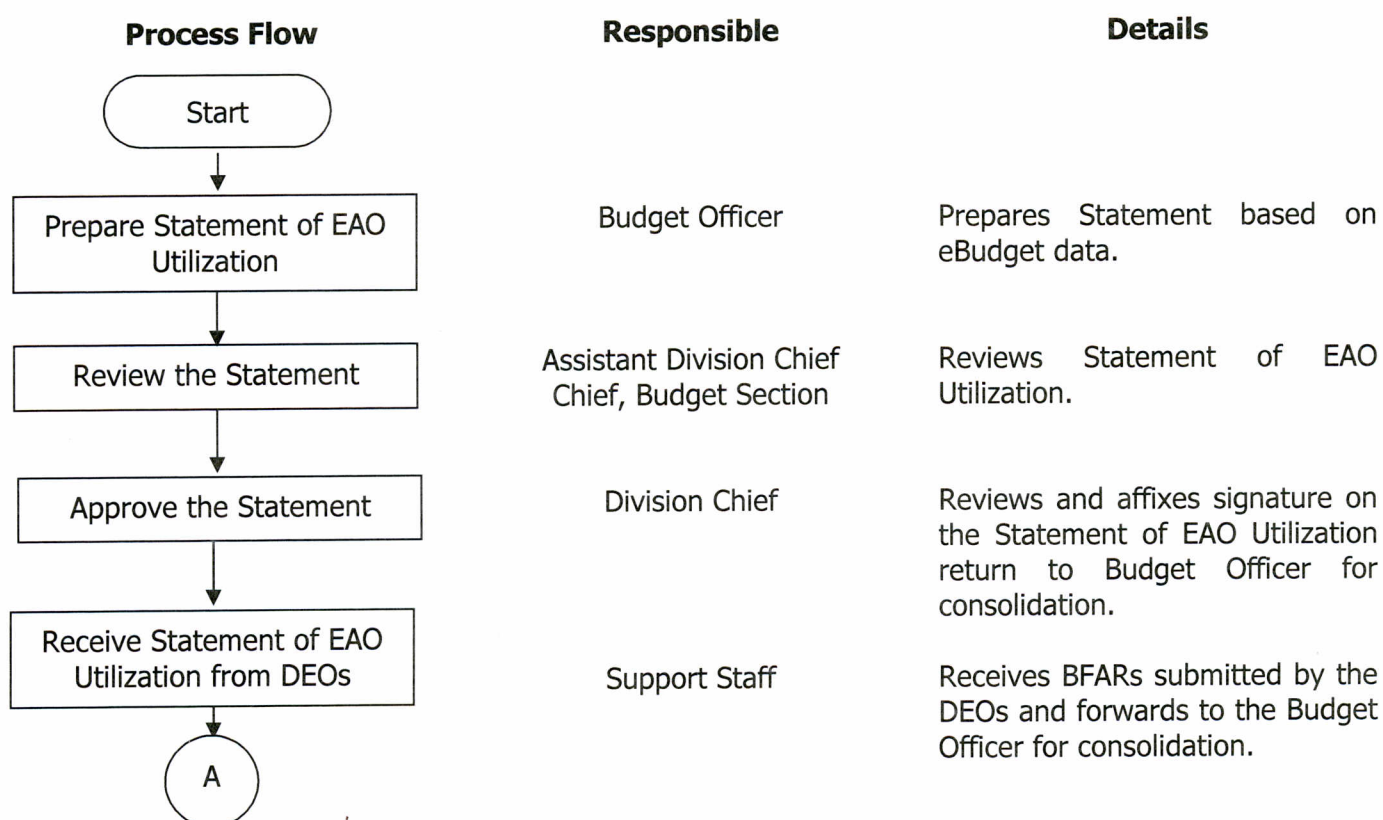 Process Flow
Responsible
Details
Start
Prepare Statement of EAO
Utilization
Budget Officer
Prepares Statement based on
eBudget data.
Review the Statement
Assistant Division Chief
Chief, Budget Section
Reviews Statement of EAO
Utilization.
Approve the Statement
Division Chief
Reviews and affixes signature on
the Statement of EAO Utilization
return to Budget Officer for
consolidation.
Receive Statement of EAO
Utilization from DEOs
Support Staff
Receives BFARs submitted by the
DEOs and forwards to the Budget
Officer for consolidation.
A